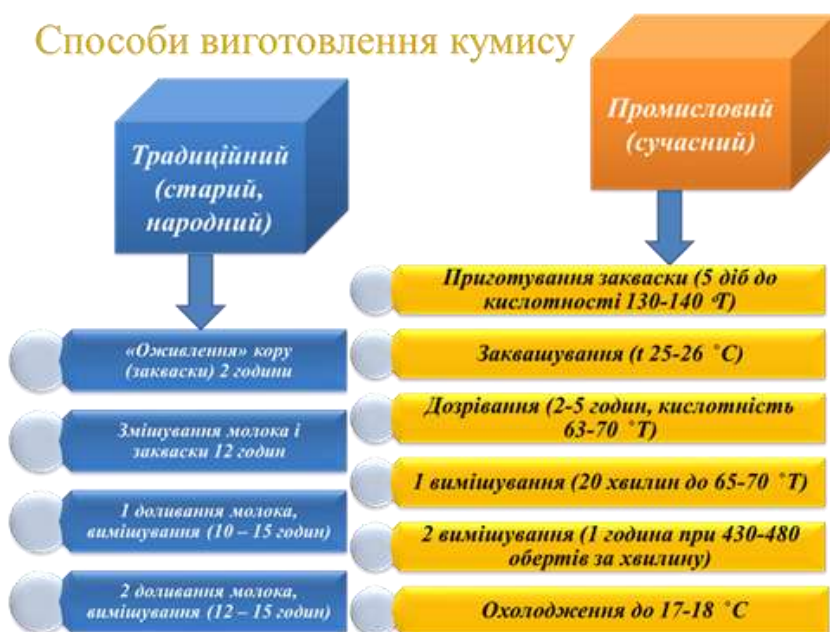 Способи виготовлення кумису
Традиційний
(старий,
народний)
«Оживлення» кору
(закваски) 2 години
Змішування молока і
закваски 12 годин
1 доливання молока,
вимішування (10 – 15 годин)
2 доливання молока,
вимішування (12 – 15 годин)
Промисловий
(сучасний)
Приготування закваски (5 діб до
кислотності 130-140 ˚Т)
Заквашування (t 25-26 ˚С)
Дозрівання (2-5 годин, кислотність
63-70 ˚Т)
1 вимішування (20 хвилин до 65-70 ˚Т)
2 вимішування (1 година при 430-480
обертів за хвилину)
Охолодження до 17-18 ˚С